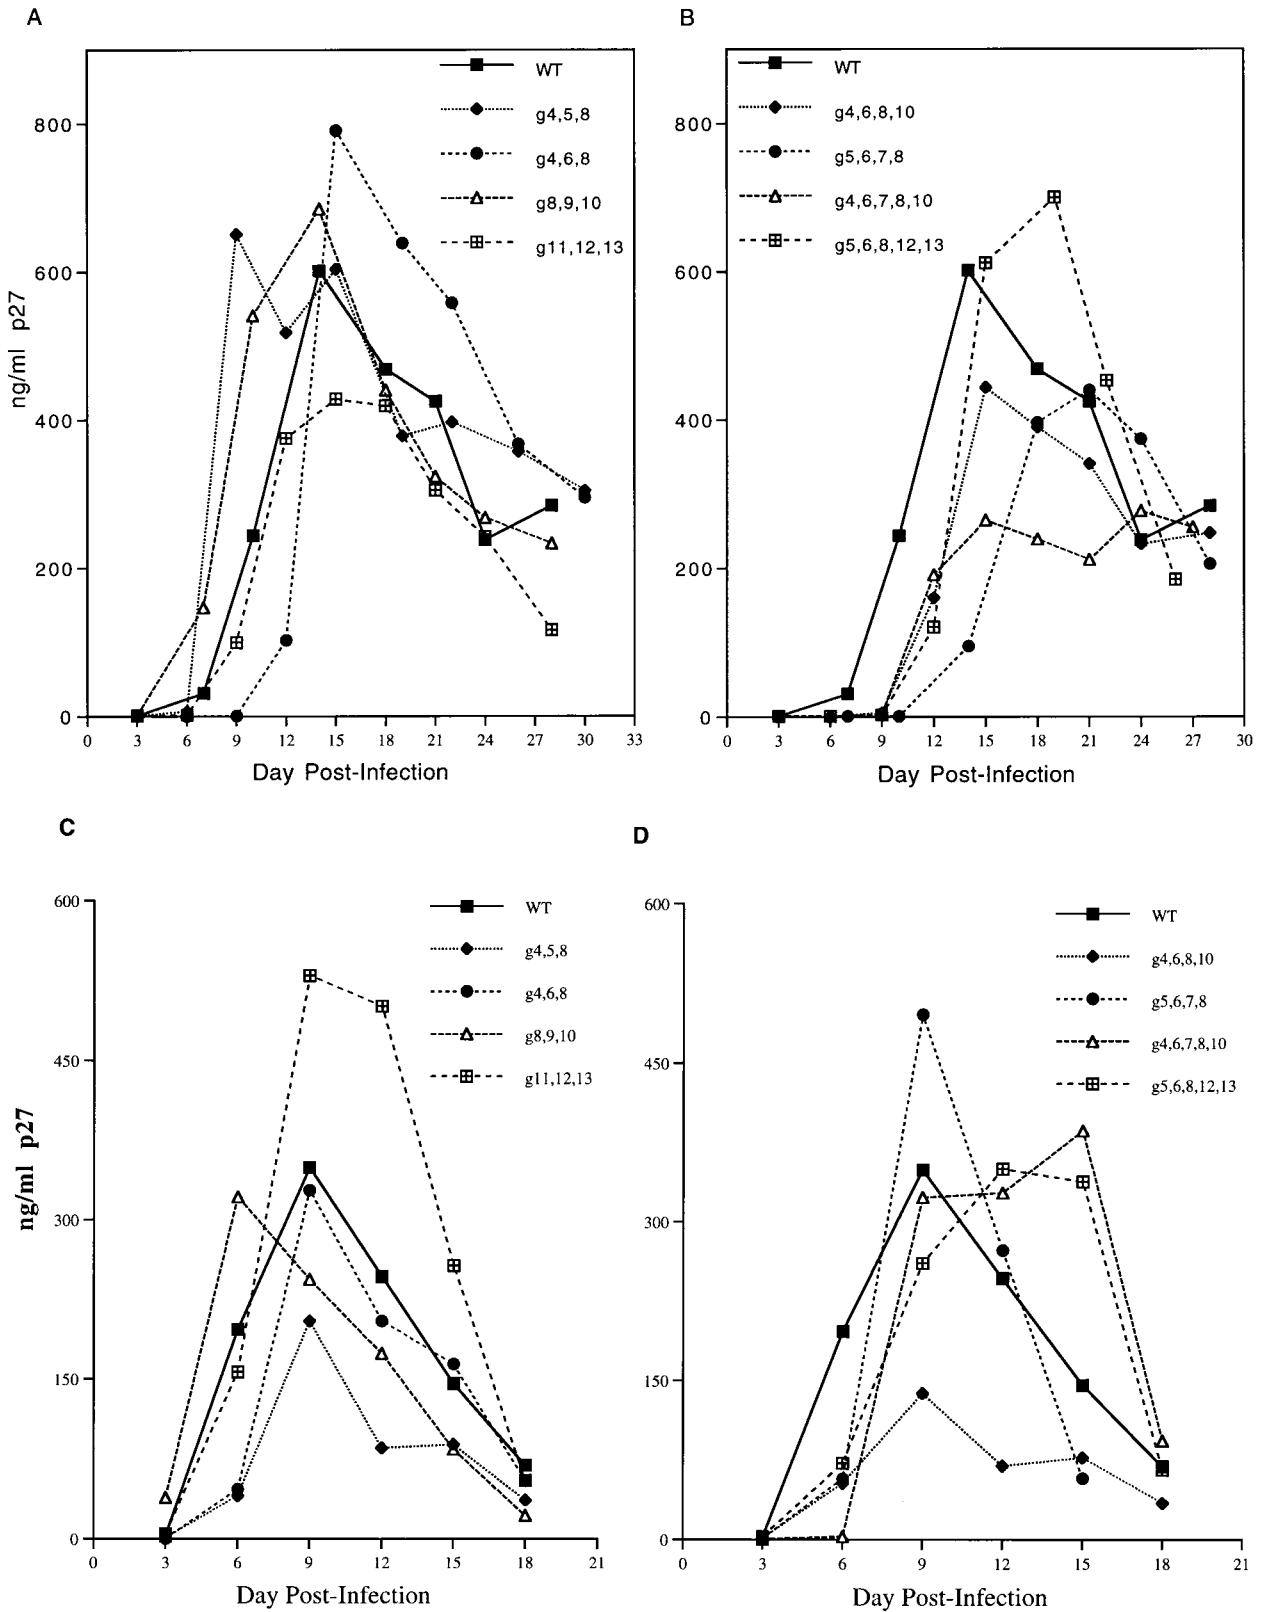 A
WT
g4,5,8
g4,6,8
g8,9,10
g11,12,13
800
600
400
200
0
ng/ml p27
0 3 6 9 12 15 18 21 24 28 30 33
Day Post-Infection
B
WT
g4,6,8,10
g5,6,7,8
g4,6,7,8,10
g5,6,8,12,13
800
600
400
200
0
0 3 6 9 12 15 18 21 24 27 30
Day Post-Infection
C
600
450
300
150
0
ng/ml p27
WT
g4,5,8
g4,6,8
g8,9,10
g11,12,13
0 3 6 9 12 15 18 21
Day Post-Infection
D
600
450
300
150
0
WT
g4,6,8,10
g5,6,7,8
g4,6,7,8,10
g5,6,8,12,13
0 3 6 9 12 15 18 21
Day Post-Infection